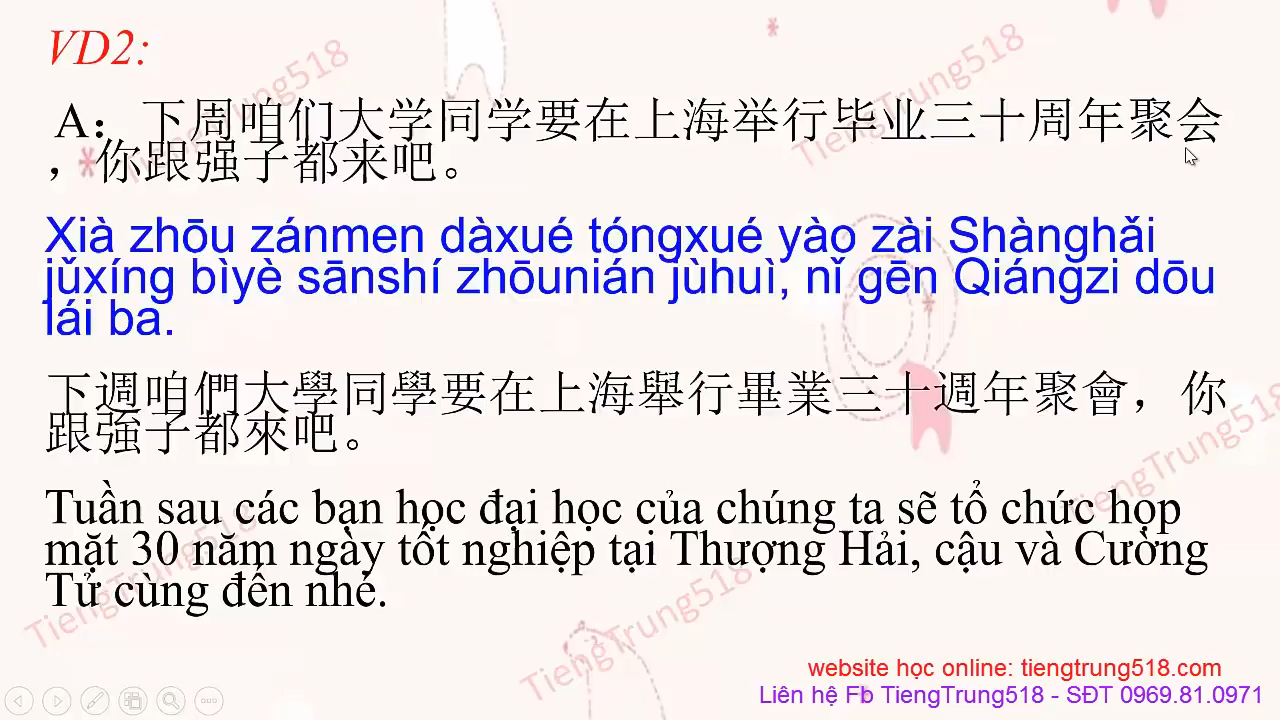 VD2:
A：下周咱们大学同学要在上海举行毕业三十周年聚会
，你跟强子都来吧。
Xià zhōu zánmen dàxué tóngxué yào zài Shànghǎi
jǔxíng bìyè sānshí zhōunián jùhuì, nǐ gēn Qiángzi dōu
lái ba.
下週咱們大學同學要在上海舉行畢業三十週年聚會，你
跟強子都來吧。
Tuần sau các bạn học đại học của chúng ta sẽ tổ chức họp
mặt 30 năm ngày tốt nghiệp tại Thượng Hải, cậu và Cường
Tử cùng đến nhé.
website học online: tiengtrung518.com
Liên hệ Fb TiengTrung518 - SĐT 0969.81.0971
TiengTrung518
TiengTrung518
TiengTrung518
TiengTrung518
TiengTrung518